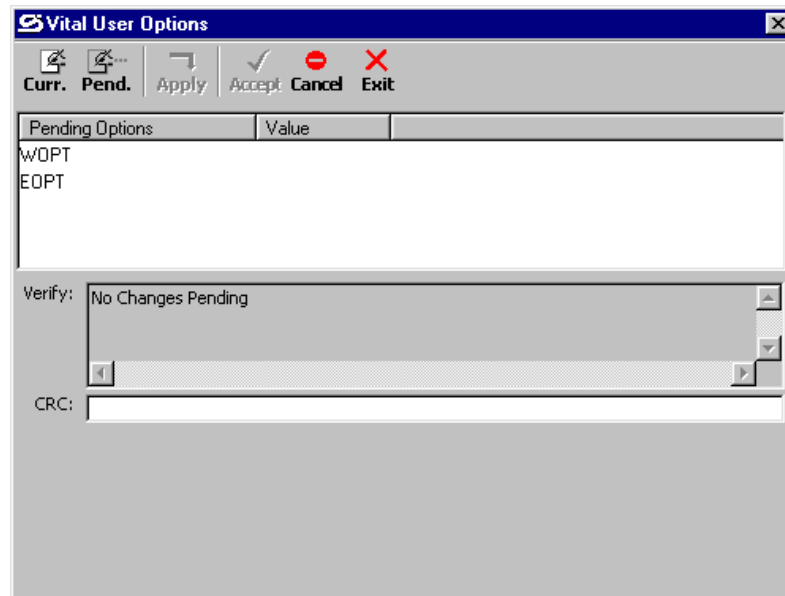 Vital User Options
Curr. Pend. Apply Accept Cancel Exit
Pending Options Value
WOPT
EOPT
Verify: No Changes Pending
CRC: